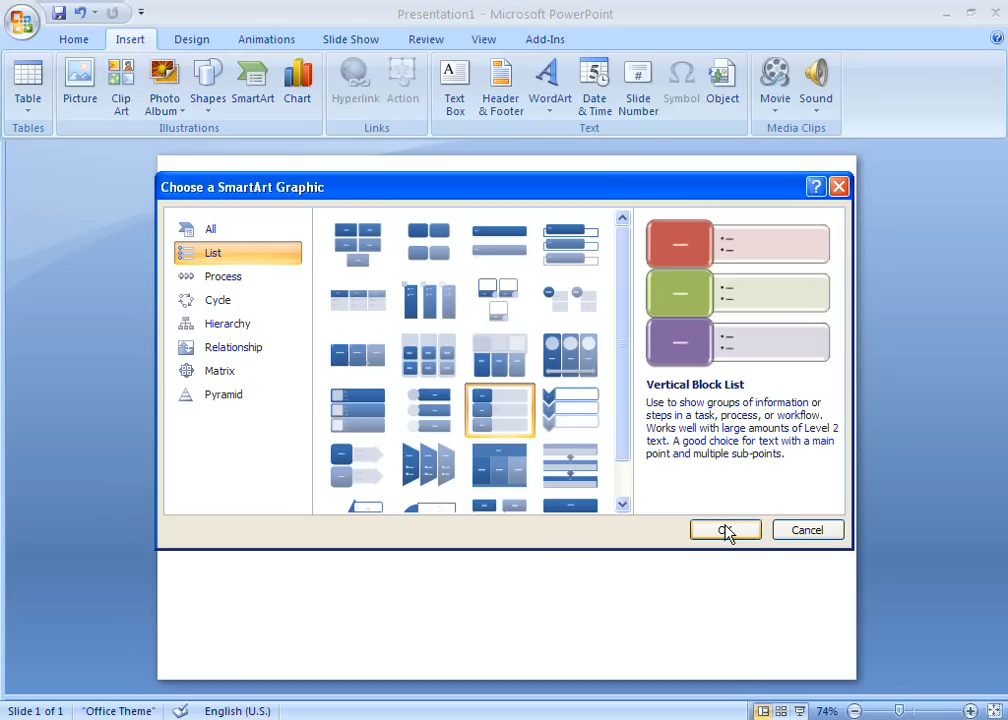 Presentation1 - Microsoft PowerPoint
Home Insert Design Animations Slide Show Review View Add-Ins
Table Picture Clip Art Photo Album Shapes SmartArt Chart Hyperlink Action Text Box Header & Footer WordArt Date & Time Slide Number Symbol Object Movie Sound
Tables Illustrations Links Text Media Clips
Choose a SmartArt Graphic
All
List
Process
Cycle
Hierarchy
Relationship
Matrix
Pyramid
Vertical Block List
Use to show groups of information or
steps in a task, process, or workflow.
Works well with large amounts of Level 2
text. A good choice for text with a main
point and multiple sub-points.
Cancel
Slide 1 of 1 "Office Theme" English (U.S.) 74%